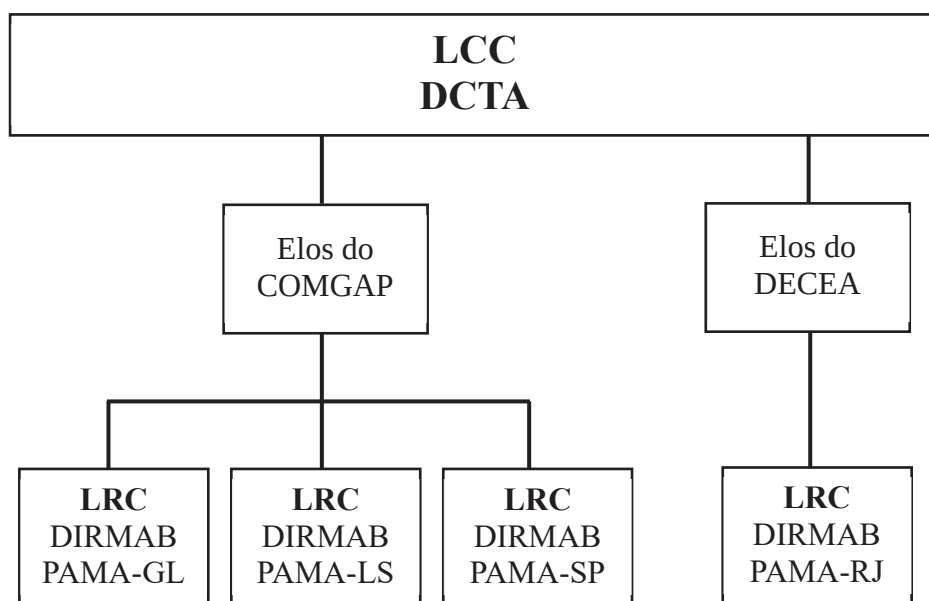 LCC
DCTA
Elos do
COMGAP
Elos do
DECEA
LRC
DIRMAB
PAMA-GL
LRC
DIRMAB
PAMA-LS
LRC
DIRMAB
PAMA-SP
LRC
DIRMAB
PAMA-RJ